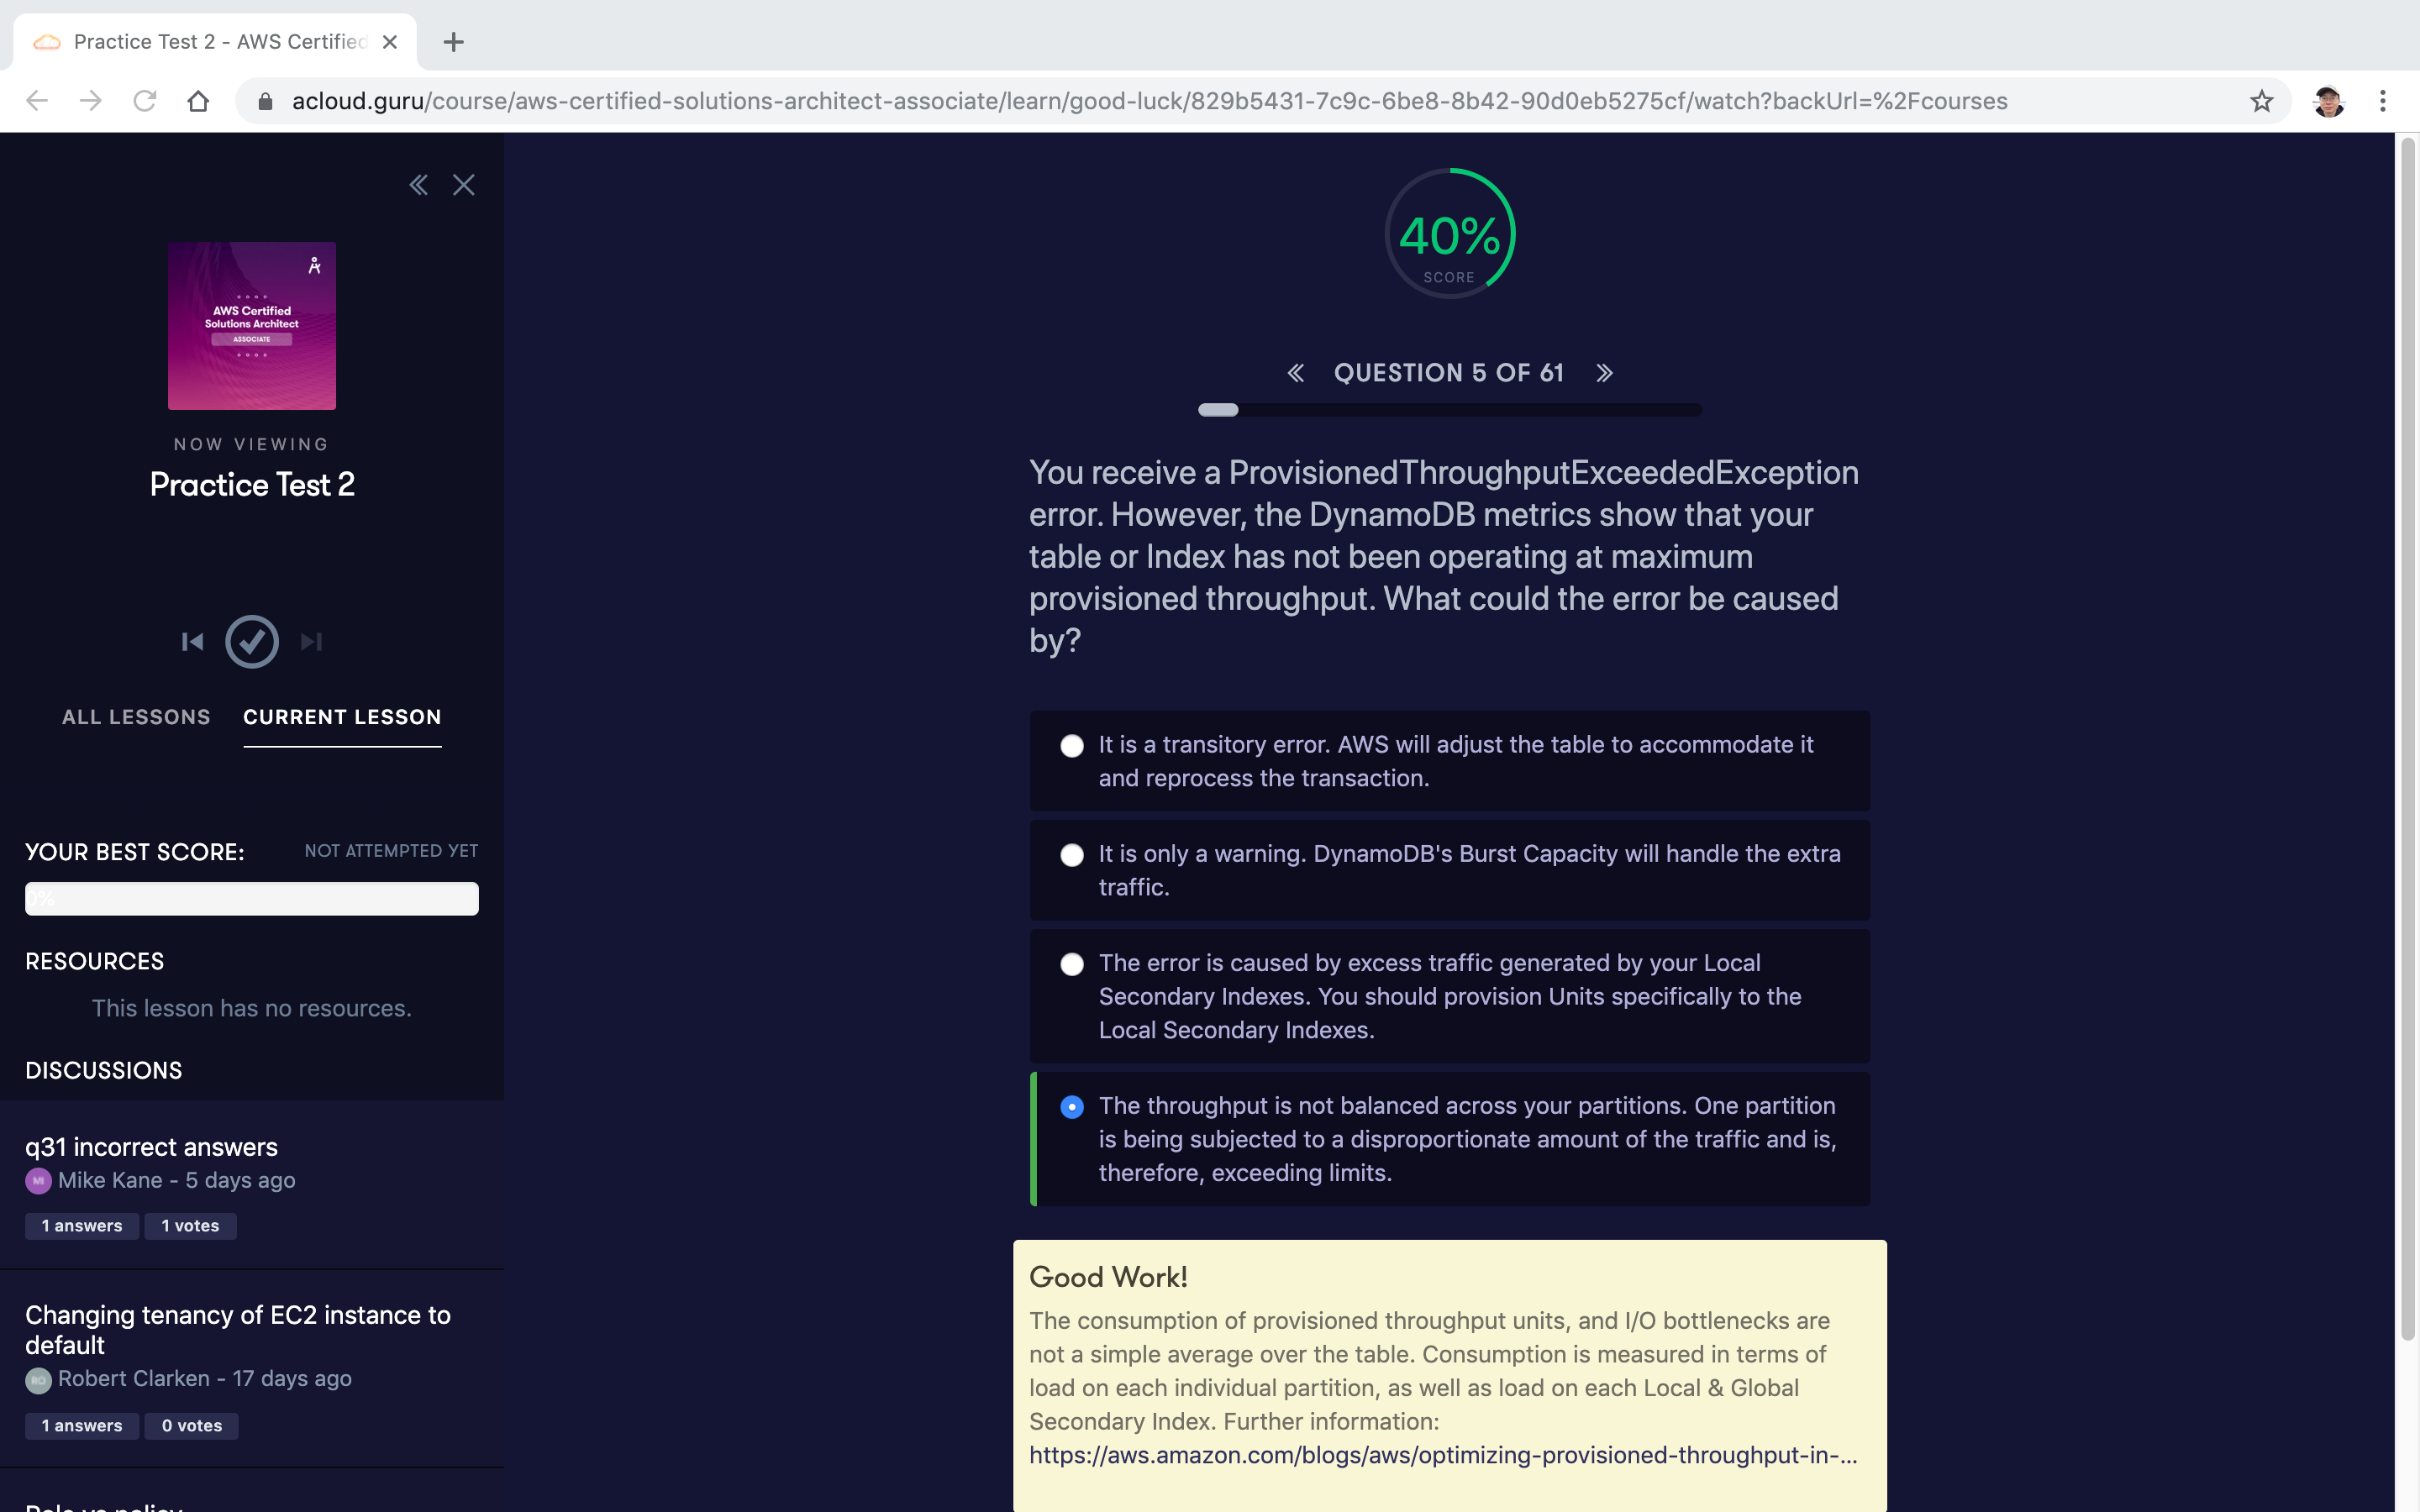 Practice Test 2 - AWS Certified
acloud.guru/course/aws-certified-solutions-architect-associate/learn/good-luck/829b5431-7c9c-6be8-8b42-90d0eb5275cf/watch?backUrl=%2Fcourses
AWS Certified
Solutions Architect
ASSOCIATE
NOW VIEWING
Practice Test 2
ALL LESSONS
CURRENT LESSON
YOUR BEST SCORE:
NOT ATTEMPTED YET
0%
RESOURCES
This lesson has no resources.
DISCUSSIONS
q31 incorrect answers
MI
Mike Kane - 5 days ago
1 answers
1 votes
Changing tenancy of EC2 instance to
default
RO
Robert Clarken - 17 days ago
1 answers
0 votes
40%
SCORE
QUESTION 5 OF 61
You receive a ProvisionedThroughputExceededException
error. However, the DynamoDB metrics show that your
table or Index has not been operating at maximum
provisioned throughput. What could the error be caused
by?
It is a transitory error. AWS will adjust the table to accommodate it
and reprocess the transaction.
It is only a warning. DynamoDB's Burst Capacity will handle the extra
traffic.
The error is caused by excess traffic generated by your Local
Secondary Indexes. You should provision Units specifically to the
Local Secondary Indexes.
The throughput is not balanced across your partitions. One partition
is being subjected to a disproportionate amount of the traffic and is,
therefore, exceeding limits.
Good Work!
The consumption of provisioned throughput units, and I/O bottlenecks are
not a simple average over the table. Consumption is measured in terms of
load on each individual partition, as well as load on each Local & Global
Secondary Index. Further information:
https://aws.amazon.com/blogs/aws/optimizing-provisioned-throughput-in-...